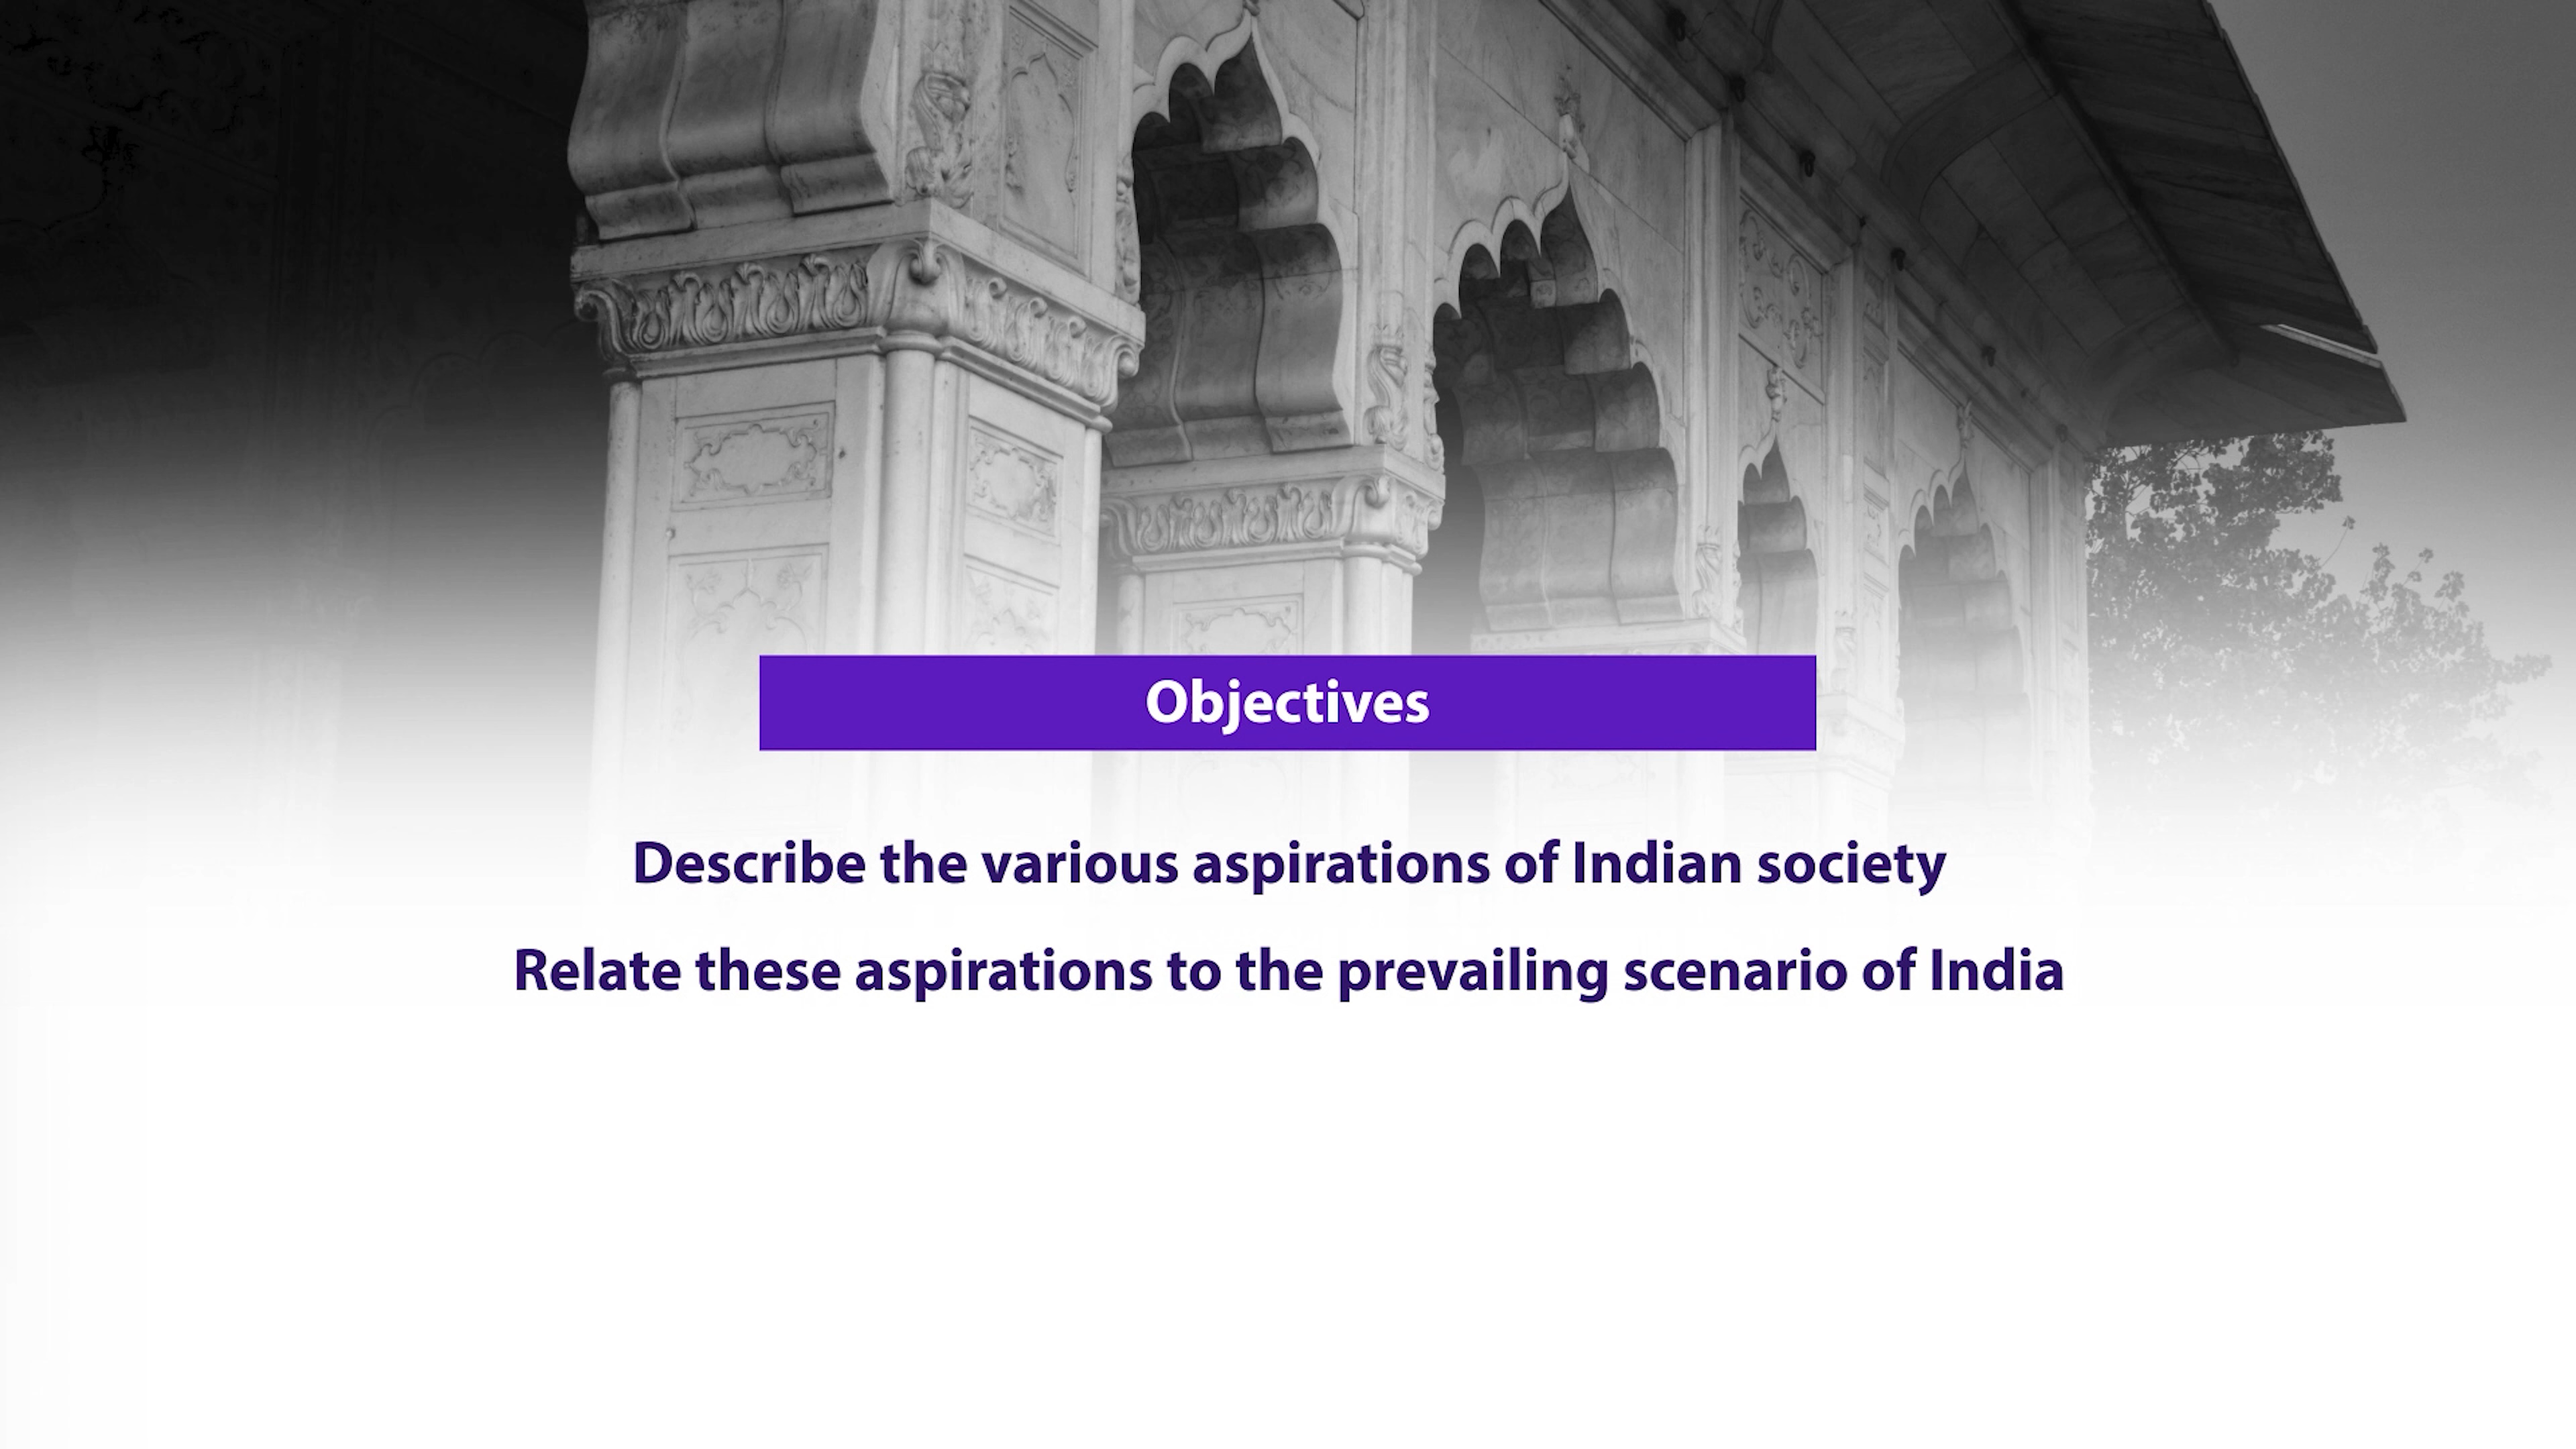 Objectives
Describe the various aspirations of Indian society
Relate these aspirations to the prevailing scenario of India